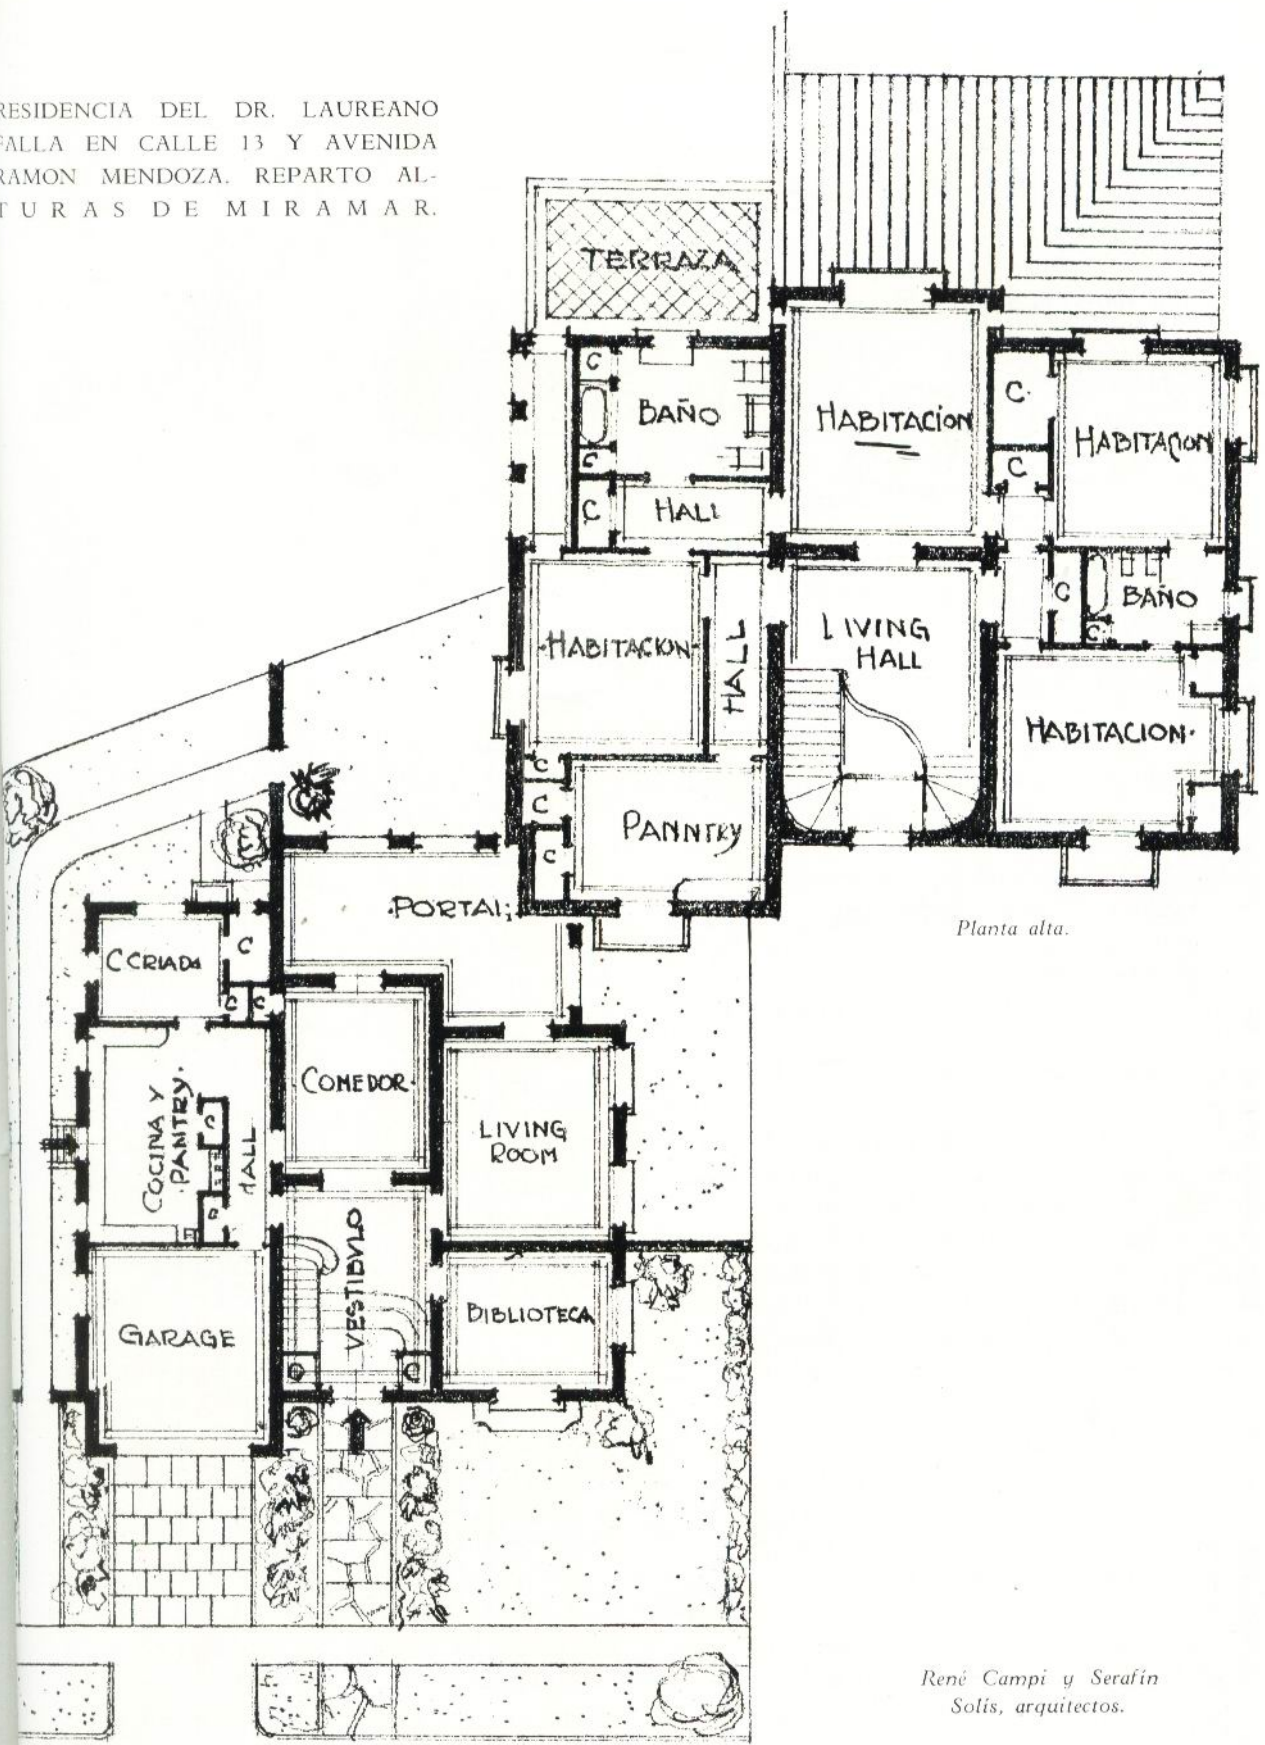 RESIDENCIA DEL DR. LAUREANO
FALLA EN CALLE 13 Y AVENIDA
RAMON MENDOZA. REPARTO AL-
TURAS DE MIRAMAR.
TERRAZA
C
BAÑO
C
C
HALL
HABITACION
C
C
HABITACION
HABITACION
HALL
LIVING
HALL
C
BAÑO
C
HABITACION
C
C
C
PANNTRY
Planta alta.
PORTAL
C CRIADA
C
C
C
COMEDOR
LIVING
ROOM
COCINA Y
PANTRY
C
C
HALL
VESTIBULO
GARAGE
BIBLIOTECA
C
C
René Campi y Serafín
Solís, arquitectos.